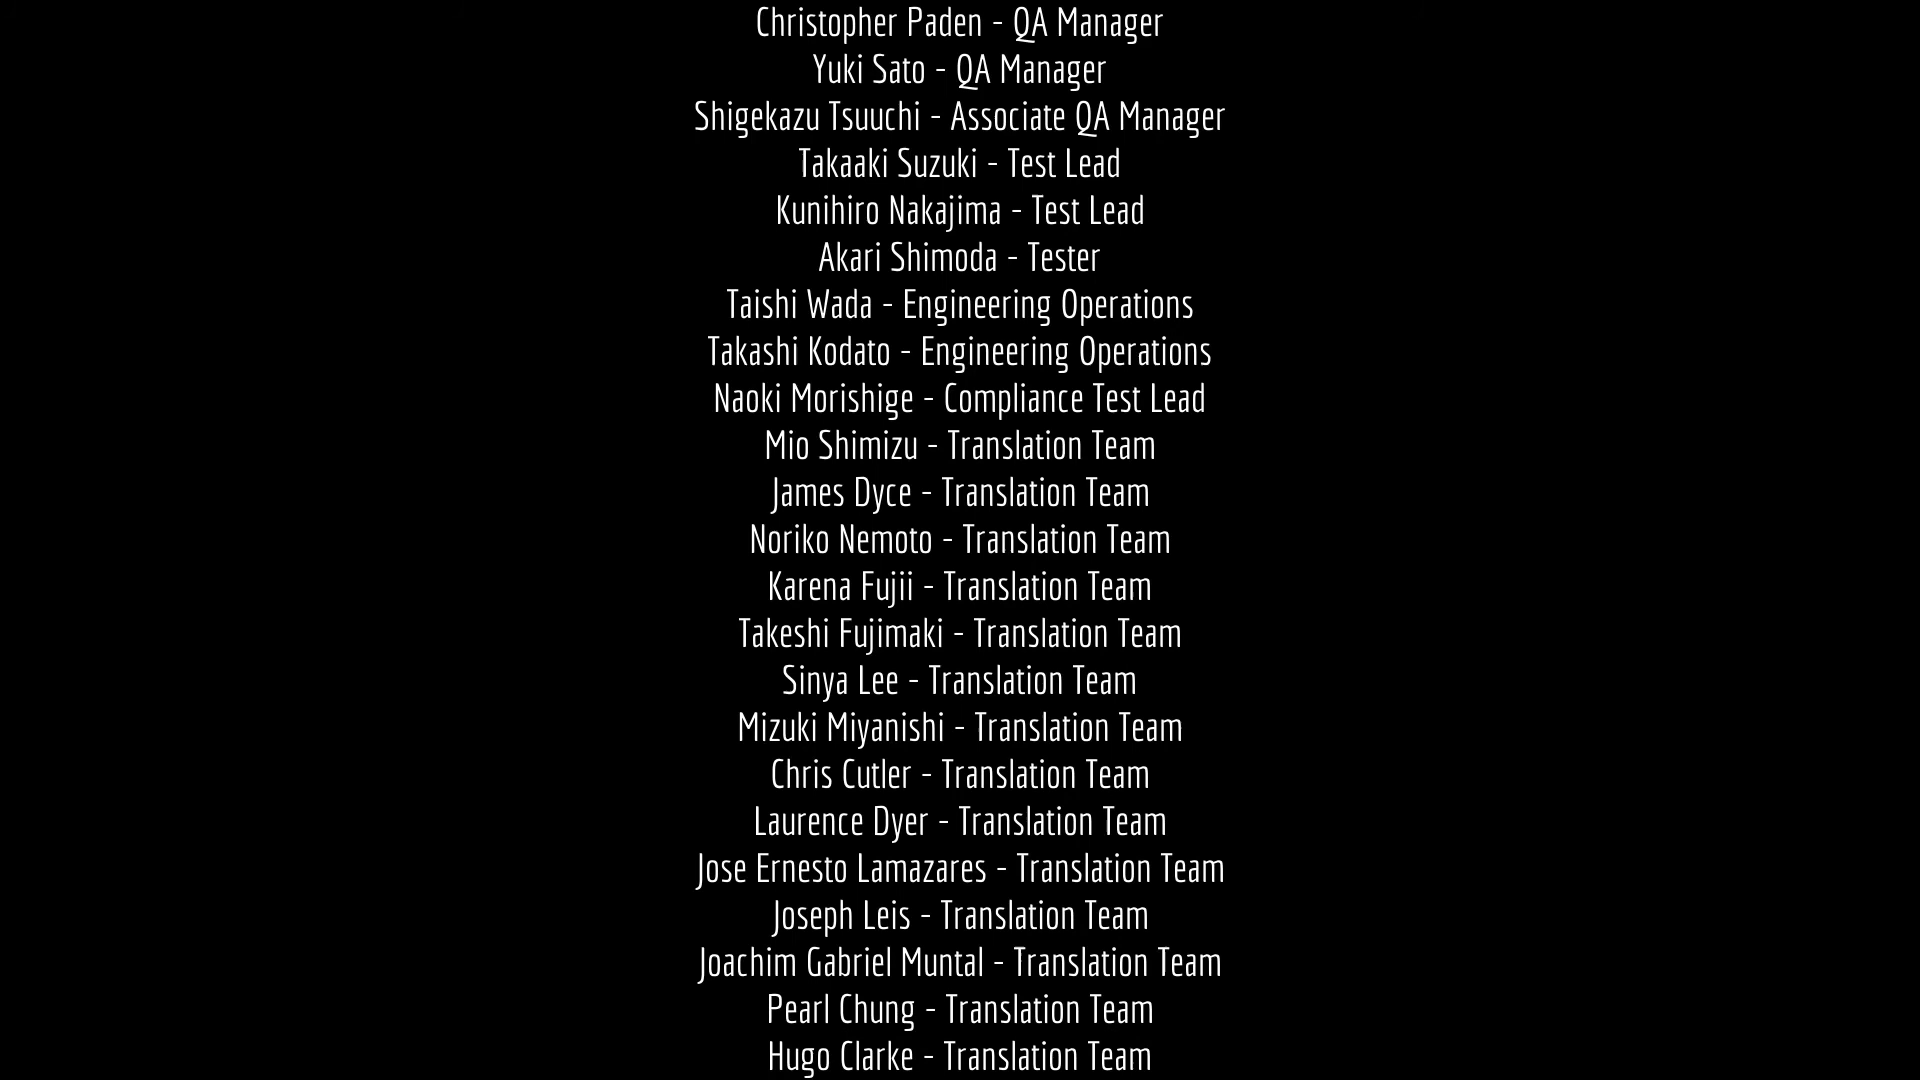 Christopher Paden - QA Manager
Yuki Sato - QA Manager
Shigekazu Tsuuchi - Associate QA Manager
Takaaki Suzuki - Test Lead
Kunihiro Nakajima - Test Lead
Akari Shimoda - Tester
Taishi Wada - Engineering Operations
Takashi Kodato - Engineering Operations
Naoki Morishige - Compliance Test Lead
Mio Shimizu - Translation Team
James Dyce - Translation Team
Noriko Nemoto - Translation Team
Karena Fujii - Translation Team
Takeshi Fujimaki - Translation Team
Sinya Lee - Translation Team
Mizuki Miyanishi - Translation Team
Chris Cutler - Translation Team
Laurence Dyer - Translation Team
Jose Ernesto Lamazares - Translation Team
Joseph Leis - Translation Team
Joachim Gabriel Muntal - Translation Team
Pearl Chung - Translation Team
Hugo Clarke - Translation Team